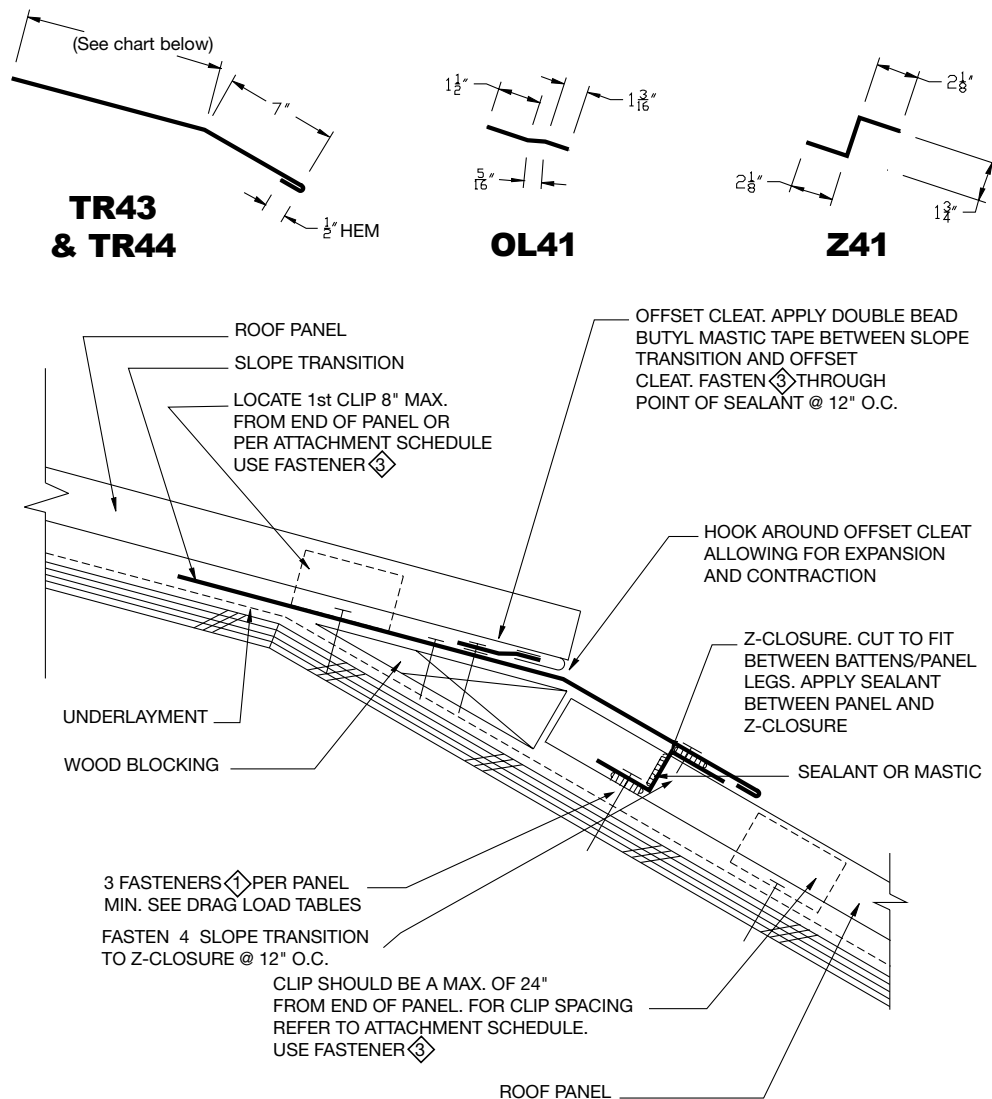 (See chart below)
7"
1/2" HEM
TR43
& TR44
1 1/2"
1 3/16"
5/16"
OL41
2 1/8"
2 1/8"
1 3/4"
Z41
ROOF PANEL
SLOPE TRANSITION
LOCATE 1st CLIP 8" MAX.
FROM END OF PANEL OR
PER ATTACHMENT SCHEDULE
USE FASTENER 3
OFFSET CLEAT. APPLY DOUBLE BEAD
BUTYL MASTIC TAPE BETWEEN SLOPE
TRANSITION AND OFFSET
CLEAT. FASTEN 3 THROUGH
POINT OF SEALANT @ 12" O.C.
HOOK AROUND OFFSET CLEAT
ALLOWING FOR EXPANSION
AND CONTRACTION
Z-CLOSURE. CUT TO FIT
BETWEEN BATTENS/PANEL
LEGS. APPLY SEALANT
BETWEEN PANEL AND
Z-CLOSURE
UNDERLAYMENT
WOOD BLOCKING
SEALANT OR MASTIC
3 FASTENERS 1 PER PANEL
MIN. SEE DRAG LOAD TABLES
FASTEN 4 SLOPE TRANSITION
TO Z-CLOSURE @ 12" O.C.
CLIP SHOULD BE A MAX. OF 24"
FROM END OF PANEL. FOR CLIP SPACING
REFER TO ATTACHMENT SCHEDULE.
USE FASTENER 3
ROOF PANEL